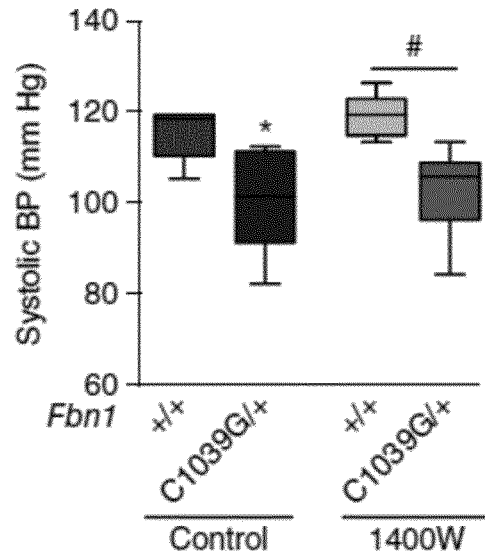 Systolic BP (mm Hg)
140
120
100
80
60
*
#
Fbn1
+/+
C1039G/+
+/+
C1039G/+
Control
1400W